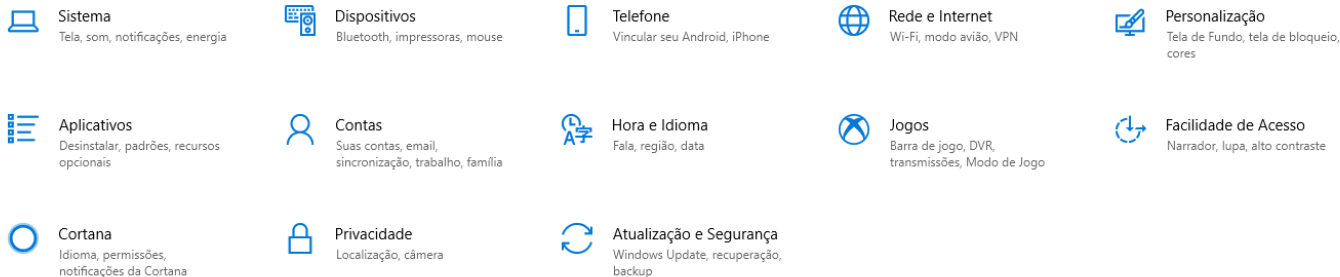 Sistema
Tela, som, notificações, energia
Dispositivos
Bluetooth, impressoras, mouse
Telefone
Vincular seu Android, iPhone
Rede e Internet
Wi-Fi, modo avião, VPN
Personalização
Tela de Fundo, tela de bloqueio,
cores
Aplicativos
Desinstalar, padrões, recursos
opcionais
Contas
Suas contas, email,
sincronização, trabalho, família
Hora e Idioma
Fala, região, data
Jogos
Barra de jogo, DVR,
transmissões, Modo de Jogo
Facilidade de Acesso
Narrador, lupa, alto contraste
Cortana
Idioma, permissões,
notificações da Cortana
Privacidade
Localização, câmera
Atualização e Segurança
Windows Update, recuperação,
backup